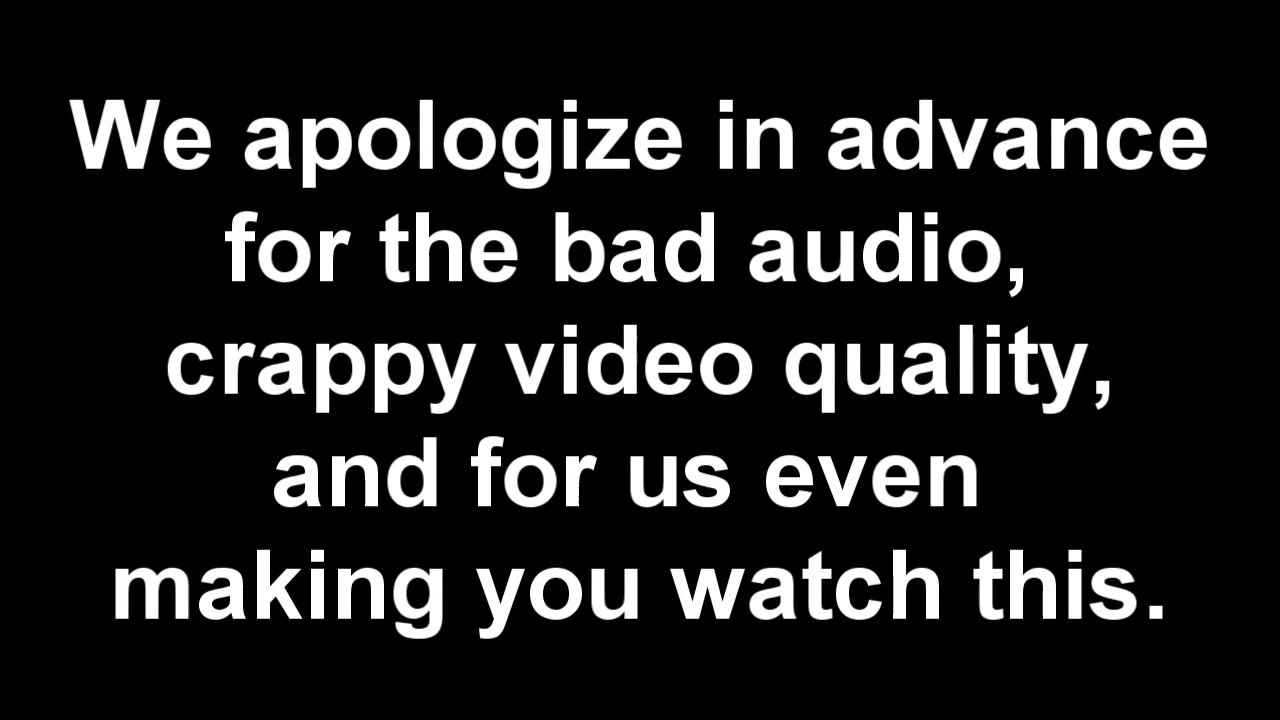 We apologize in advance
for the bad audio,
crappy video quality,
and for us even
making you watch this.